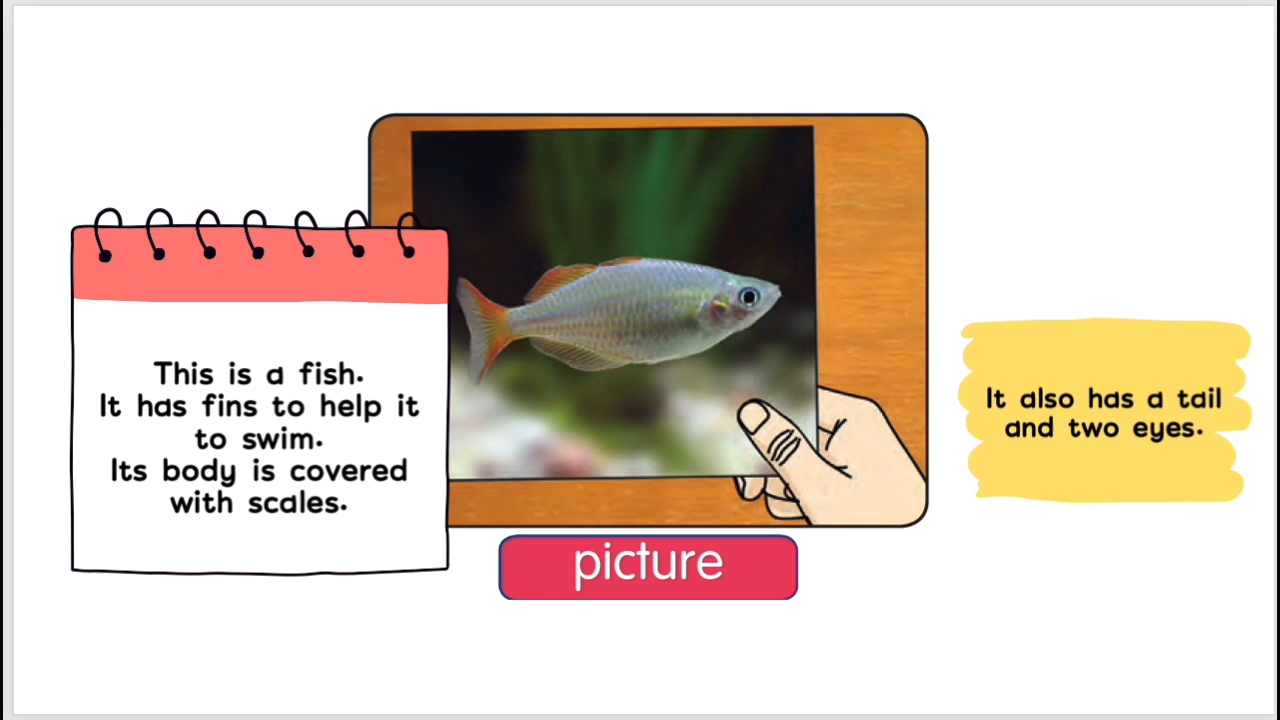 This is a fish.
It has fins to help it
to swim.
Its body is covered
with scales.
picture
It also has a tail
and two eyes.